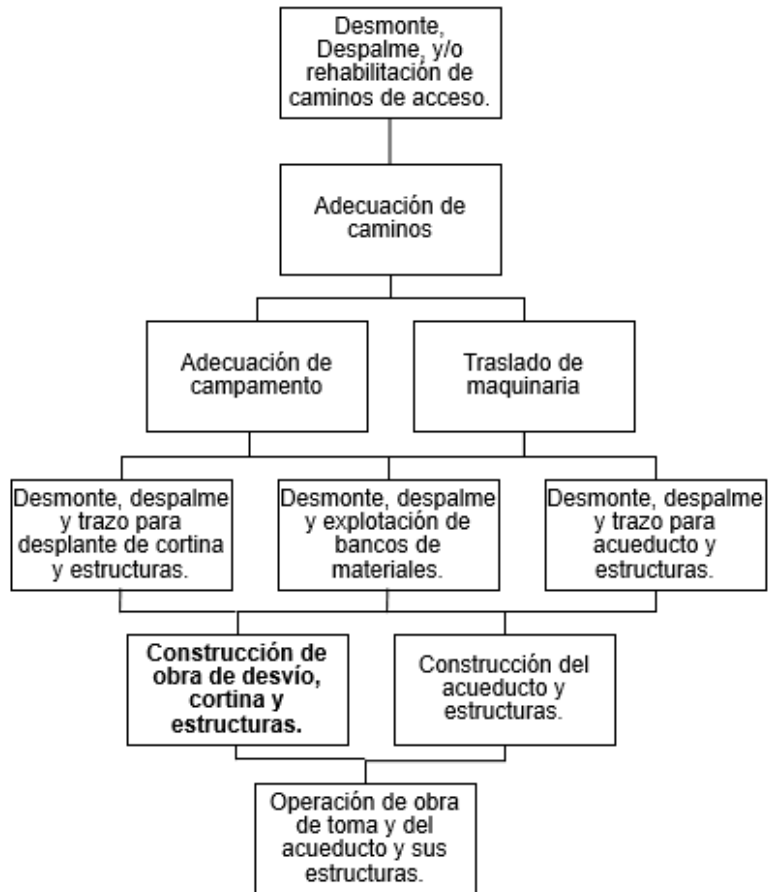 Desmonte,
Despalme, y/o
rehabilitación de
caminos de acceso.
Adecuación de
caminos
Adecuación de
campamento
Traslado de
maquinaria
Desmonte, despalme
y trazo para
desplante de cortina
y estructuras.
Desmonte, despalme
y explotación de
bancos de
materiales.
Desmonte, despalme
y trazo para
acueducto y
estructuras.
Construcción de
obra de desvío,
cortina y
estructuras.
Construcción del
acueducto y
estructuras.
Operación de obra
de toma y del
acueducto y sus
estructuras.